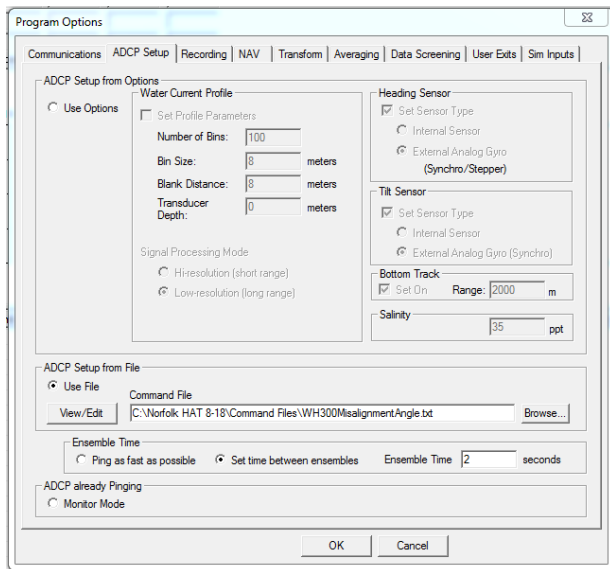 Program Options
Communications ADCP Setup Recording NAV Transform Averaging Data Screening User Exits Sim Inputs
ADCP Setup from Options
Use Options
Water Current Profile
Set Profile Parameters
Number of Bins: 100
Bin Size: 8 meters
Blank Distance: 8 meters
Transducer
Depth: 0 meters
Signal Processing Mode
Hi-resolution (short range)
Low-resolution (long range)
Heading Sensor
Set Sensor Type
Internal Sensor
External Analog Gyro
(Synchro/Stepper)
Tilt Sensor
Set Sensor Type
Internal Sensor
External Analog Gyro (Synchro)
Bottom Track
Set On Range: 2000 m
Salinity
35 ppt
ADCP Setup from File
Use File
Command File
View/Edit C:\Norfolk HAT 8-18\Command Files\WH300MisalignmentAngle.txt Browse...
Ensemble Time
Ping as fast as possible Set time between ensembles Ensemble Time 2 seconds
ADCP already Pinging
Monitor Mode
OK Cancel